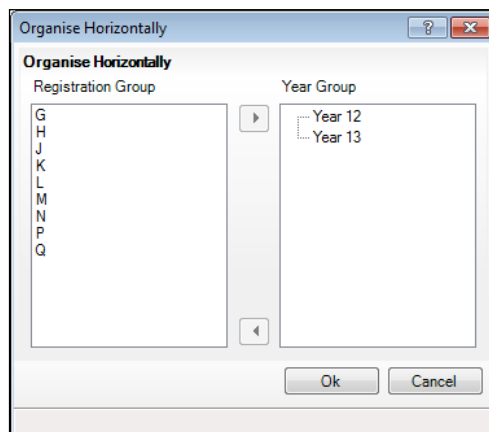 Organise Horizontally
?
Organise Horizontally
Registration Group
Year Group
G
H
J
K
L
M
N
P
Q
Year 12
Year 13
Ok
Cancel